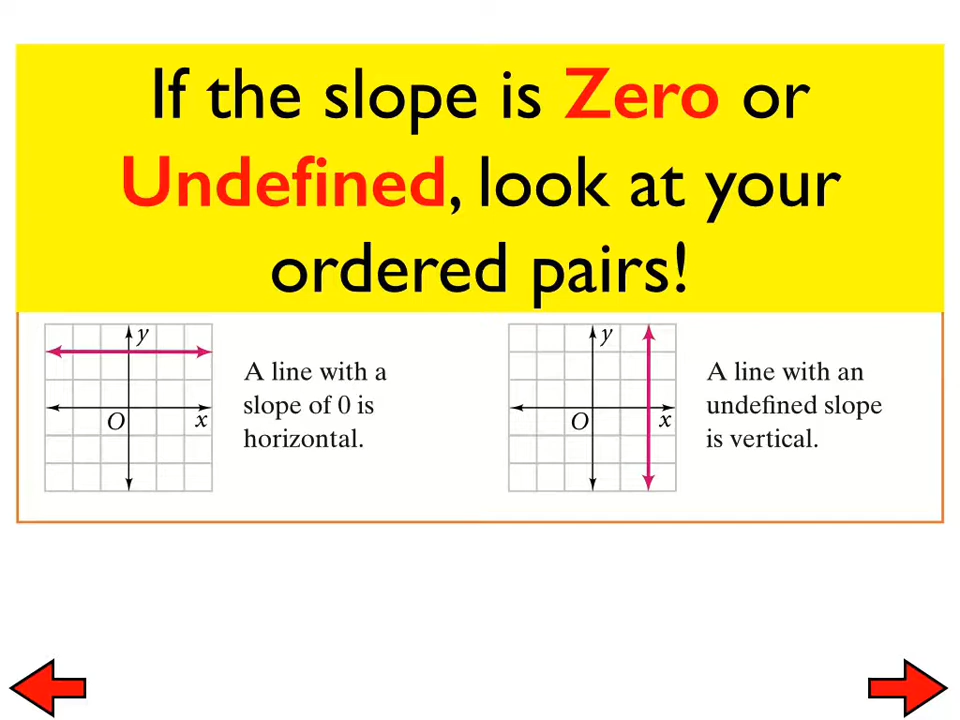 If the slope is Zero or
Undefined, look at your
ordered pairs!
y
O
x
A line with a
slope of 0 is
horizontal.
y
O
x
A line with an
undefined slope
is vertical.